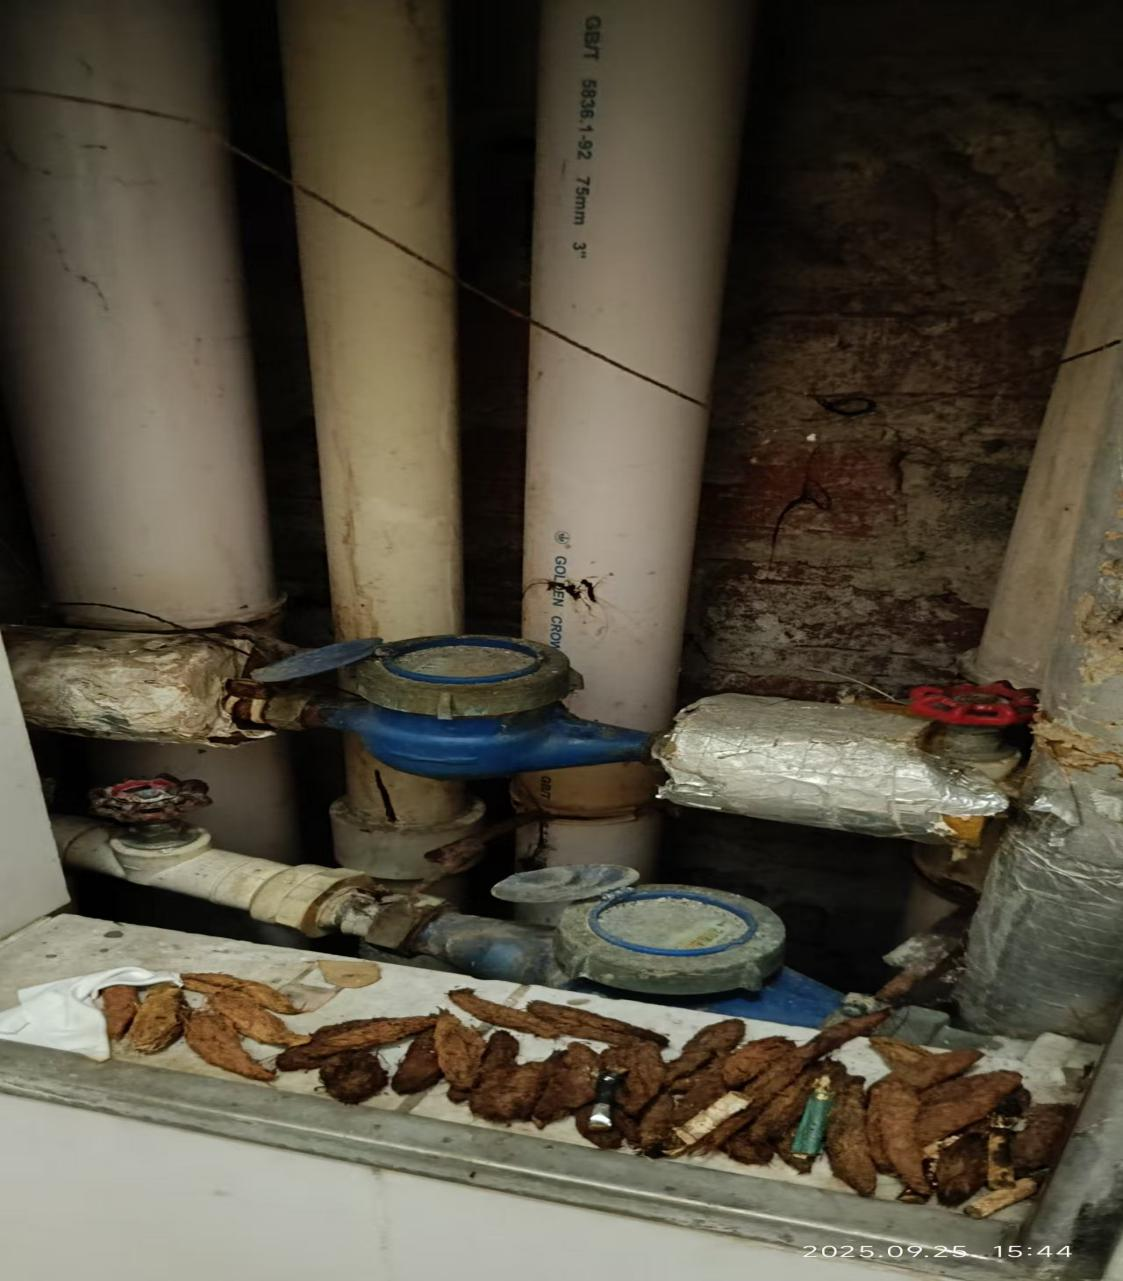 GB/T 5836.1-92 75mm 3"
GOLDEN CROW
GB/T
2025.09.25 15:44